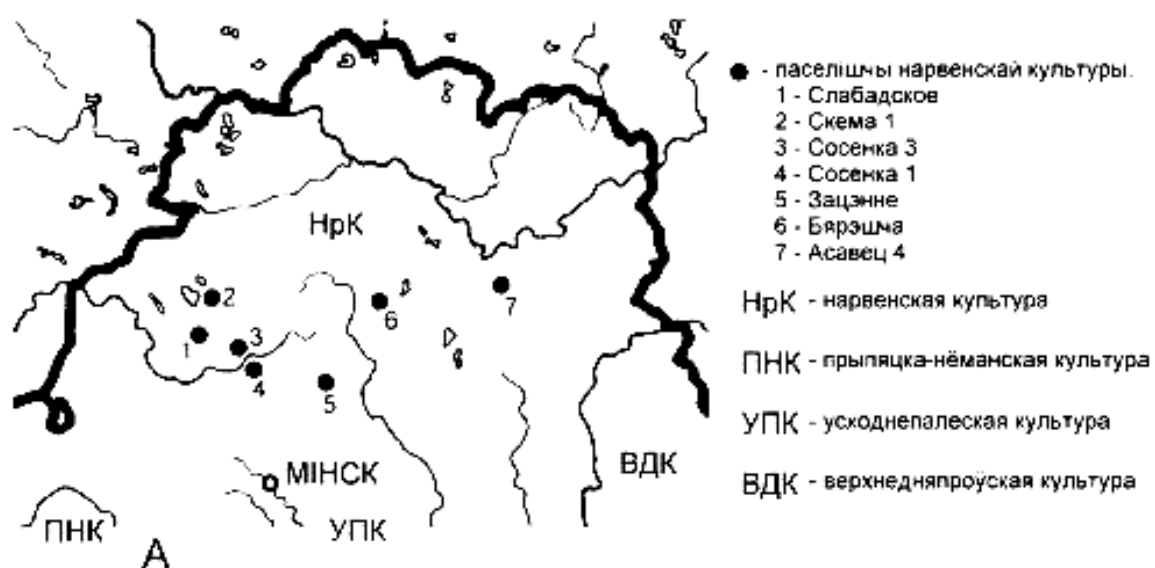 ● - паселішчы нарвенскай культуры.
1 - Слабадское
2 - Скема 1
3 - Сосенка 3
4 - Сосенка 1
5 - Зацэнне
6 - Бярэшча
7 - Асавец 4
НрК - нарвенская культура
ПНК - прыпяцка-нёманская культура
УПК - усходнепалеская культура
ВДК - верхнедняпроўская культура
НрК
2
7
6
1
3
4
5
МІНСК
ВДК
ПНК
УПК
А